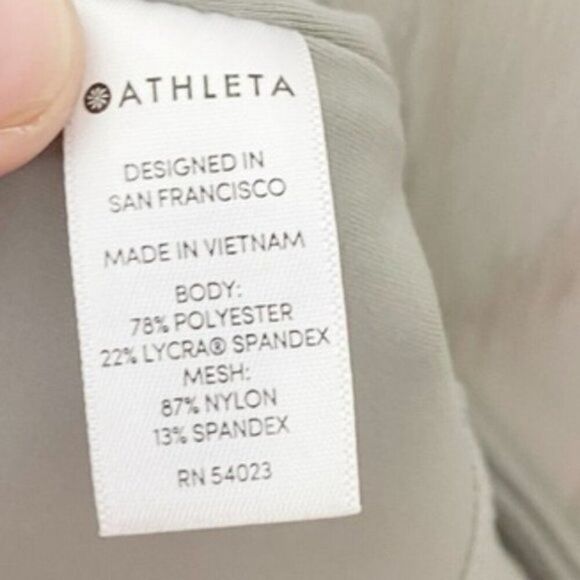 ATHLETA
DESIGNED IN
SAN FRANCISCO
MADE IN VIETNAM
BODY:
78% POLYESTER
22% LYCRA® SPANDEX
MESH:
87% NYLON
13% SPANDEX
RN 54023